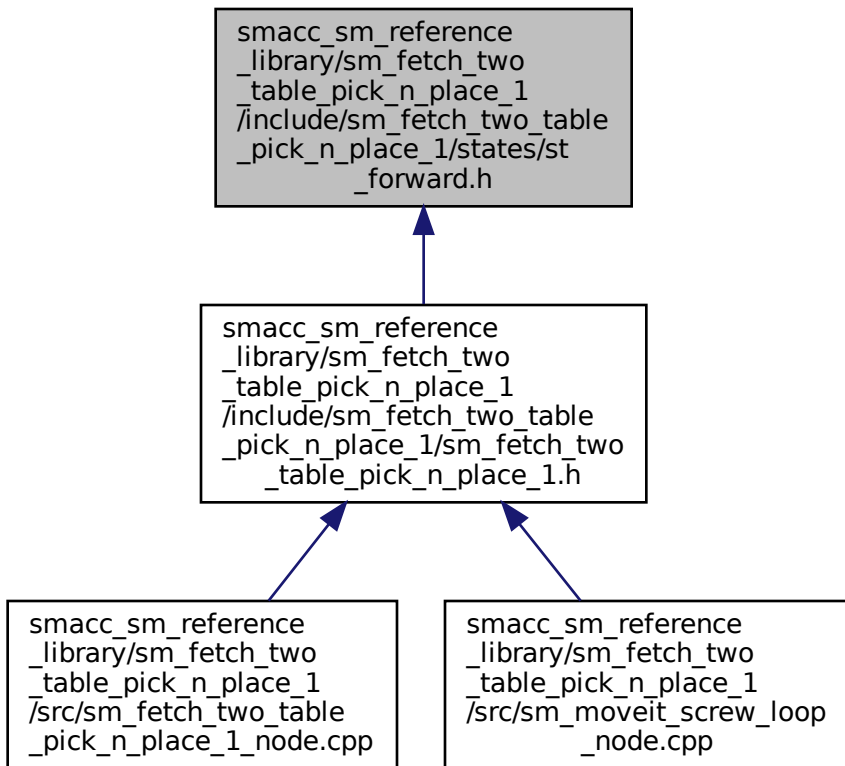 smacc_sm_reference
_library/sm_fetch_two
_table_pick_n_place_1
/include/sm_fetch_two_table
_pick_n_place_1/states/st
_forward.h
smacc_sm_reference
_library/sm_fetch_two
_table_pick_n_place_1
/include/sm_fetch_two_table
_pick_n_place_1/sm_fetch_two
_table_pick_n_place_1.h
smacc_sm_reference
_library/sm_fetch_two
_table_pick_n_place_1
/src/sm_fetch_two_table
_pick_n_place_1_node.cpp
smacc_sm_reference
_library/sm_fetch_two
_table_pick_n_place_1
/src/sm_moveit_screw_loop
_node.cpp